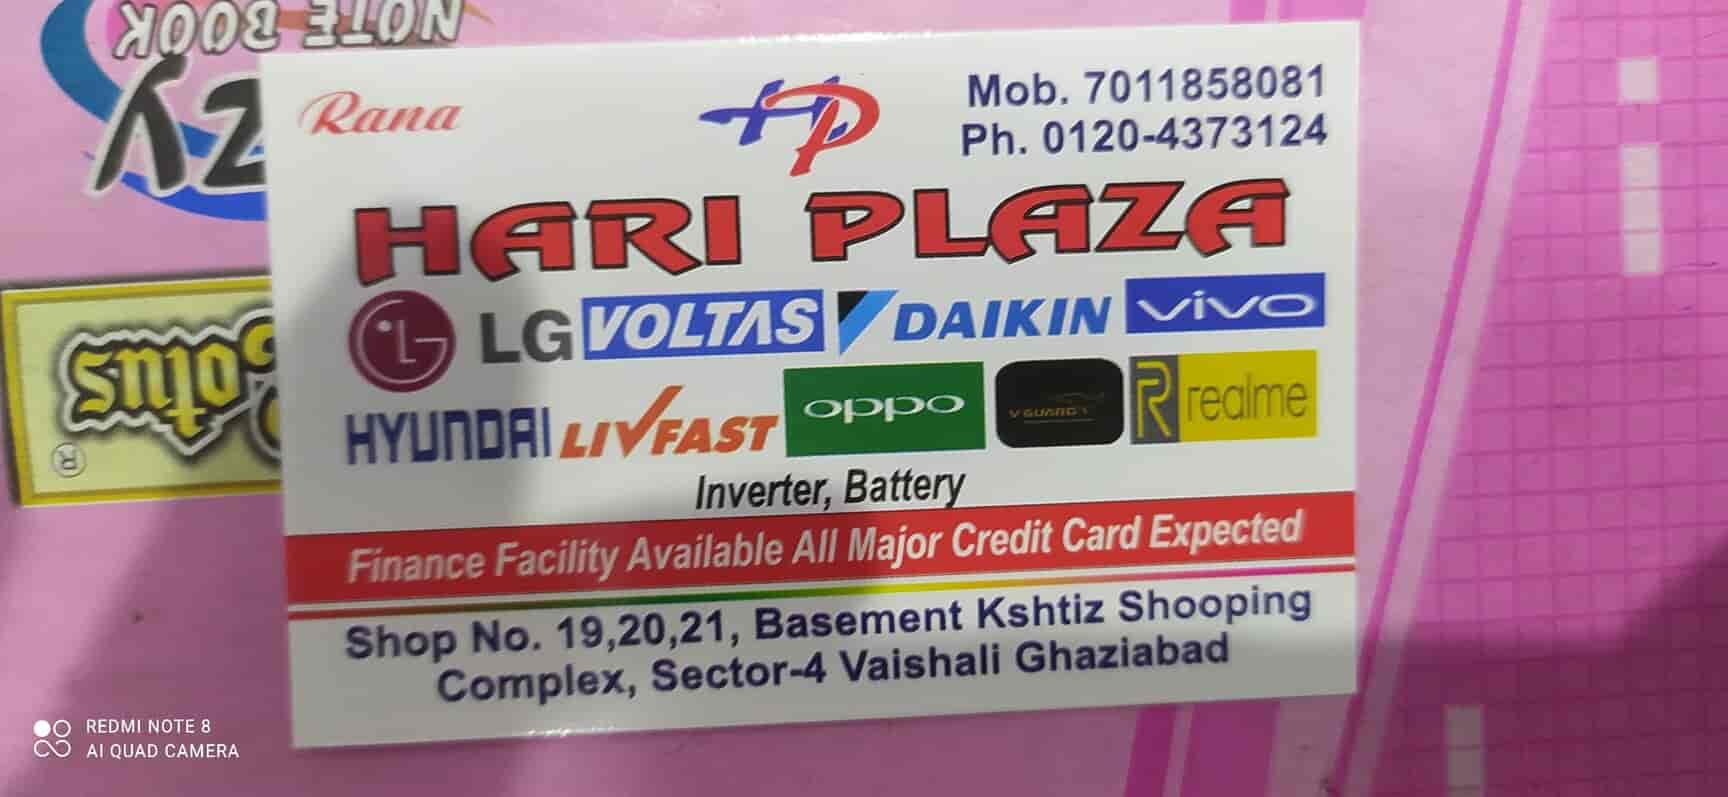 NOTE BOOK
ZY
Rana
HP
Mob. 7011858081
Ph. 0120-4373124
HARI PLAZA
LG VOLTAS DAIKIN vivo
HYUNDAI LIVFAST oppo V GUARD R realme
Inverter, Battery
Finance Facility Available All Major Credit Card Expected
Shop No. 19,20,21, Basement Kshtiz Shooping
Complex, Sector-4 Vaishali Ghaziabad
®
REDMI NOTE 8
AI QUAD CAMERA